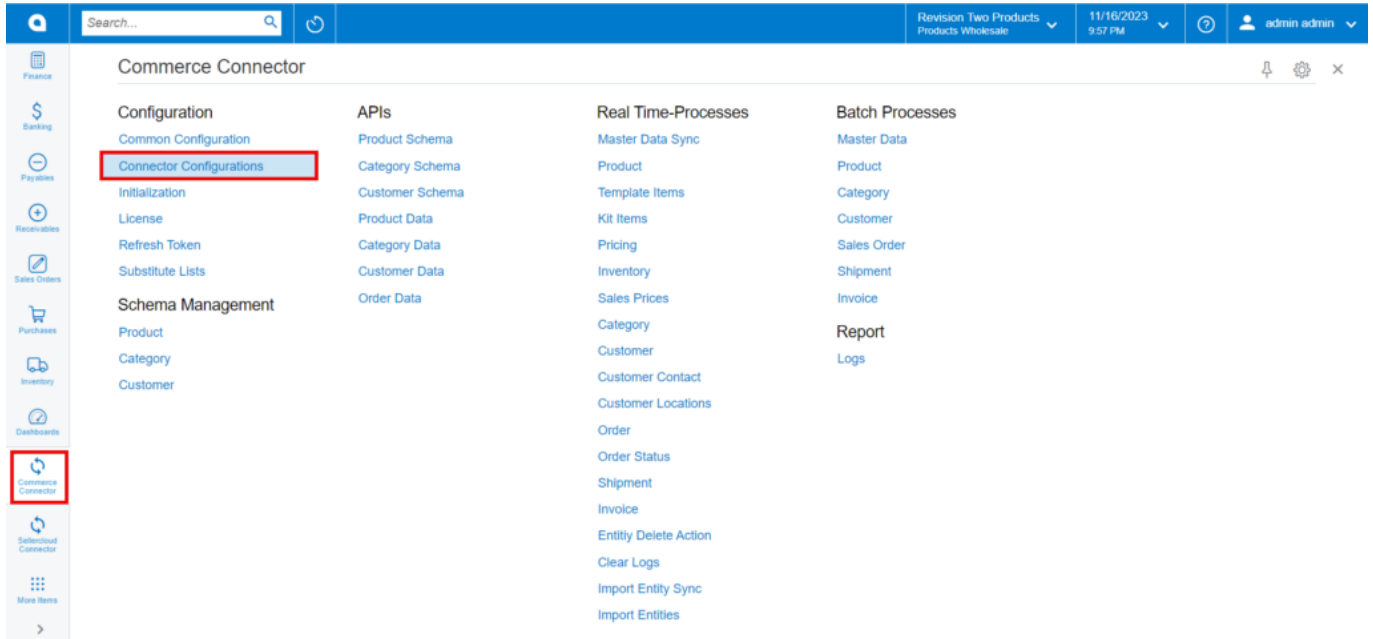 Search...
Revision Two Products
Products Wholesale
11/16/2023
9:57 PM
admin admin
Finance
Banking
Payables
Receivables
Sales Orders
Purchases
Inventory
Dashboards
Commerce
Connector
Sellercloud
Connector
More Items
Commerce Connector
Configuration
Common Configuration
Connector Configurations
Initialization
License
Refresh Token
Substitute Lists
Schema Management
Product
Category
Customer
APIs
Product Schema
Category Schema
Customer Schema
Product Data
Category Data
Customer Data
Order Data
Real Time-Processes
Master Data Sync
Product
Template Items
Kit Items
Pricing
Inventory
Sales Prices
Category
Customer
Customer Contact
Customer Locations
Order
Order Status
Shipment
Invoice
Entitiy Delete Action
Clear Logs
Import Entity Sync
Import Entities
Batch Processes
Master Data
Product
Category
Customer
Sales Order
Shipment
Invoice
Report
Logs